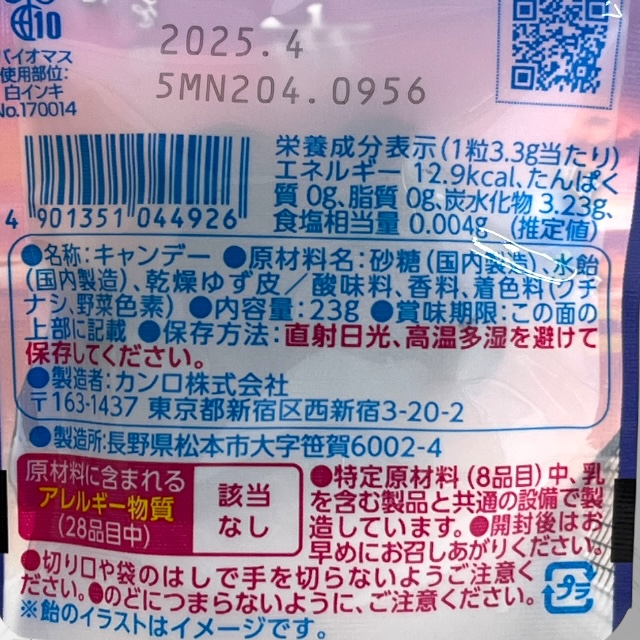 10
2025.4
5MN204.0956
バイオマス
使用部位:
白インキ
No.170014
栄養成分表示(1粒3.3g当たり)
エネルギー 12.9kcal、たんぱく
質 0g、脂質 0g、炭水化物 3.23g、
食塩相当量 0.004g (推定値)
4 901351 044926
●名称:キャンデー ●原材料名:砂糖(国内製造)、水飴
(国内製造)、乾燥ゆず皮/酸味料、香料、着色料(クチ
ナシ、野菜色素) ●内容量:23g ●賞味期限:この面の
上部に記載 ●保存方法:直射日光、高温多湿を避けて
保存してください。
●製造者:カンロ株式会社
〒163-1437 東京都新宿区西新宿3-20-2
●製造所:長野県松本市大字笹賀6002-4
原材料に含まれる
アレルギー物質
(28品目中)
該当
なし
●特定原材料(8品目)中、乳
を含む製品と共通の設備で製
造しています。●開封後はお
早めにお召しあがりください。
●切り口や袋のはしで手を切らないようご注意く
ださい。●のどにつまらないように、ご注意ください。
※飴のイラストはイメージです。
プラ